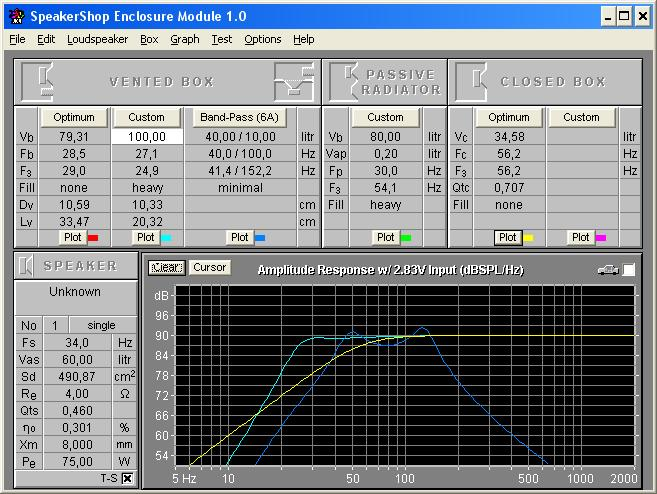 SpeakerShop Enclosure Module 1.0
File Edit Loudspeaker Box Graph Test Options Help
VENTED BOX PASSIVE RADIATOR CLOSED BOX
Optimum Custom Band-Pass (6A) Custom Optimum Custom
Vb 79,31 100,00 40,00 / 10,00 litr Vb 80,00 litr Vc 34,58 litr
Fb 28,5 27,1 40,0 / 100,0 Hz Vap 0,20 litr Fc 56,2 Hz
F3 29,0 24,9 41,4 / 152,2 Hz Fp 30,0 Hz F3 56,2 Hz
Fill none heavy minimal F3 54,1 Hz Qtc 0,707
Dv 10,59 10,33 cm Fill heavy Fill none
Lv 33,47 20,32 cm
Plot Plot Plot Plot Plot Plot
SPEAKER
Unknown
No 1 single
Fs 34,0 Hz
Vas 60,00 litr
Sd 490,87 cm2
Re 4,00 Ω
Qts 0,460
ηo 0,301 %
Xm 8,000 mm
Pe 75,00 W
T-S
Clear Cursor Amplitude Response w/ 2.83V Input (dBSPL/Hz)
dB
96
90
84
78
72
66
60
54
5 Hz 10 50 100 500 1000 2000